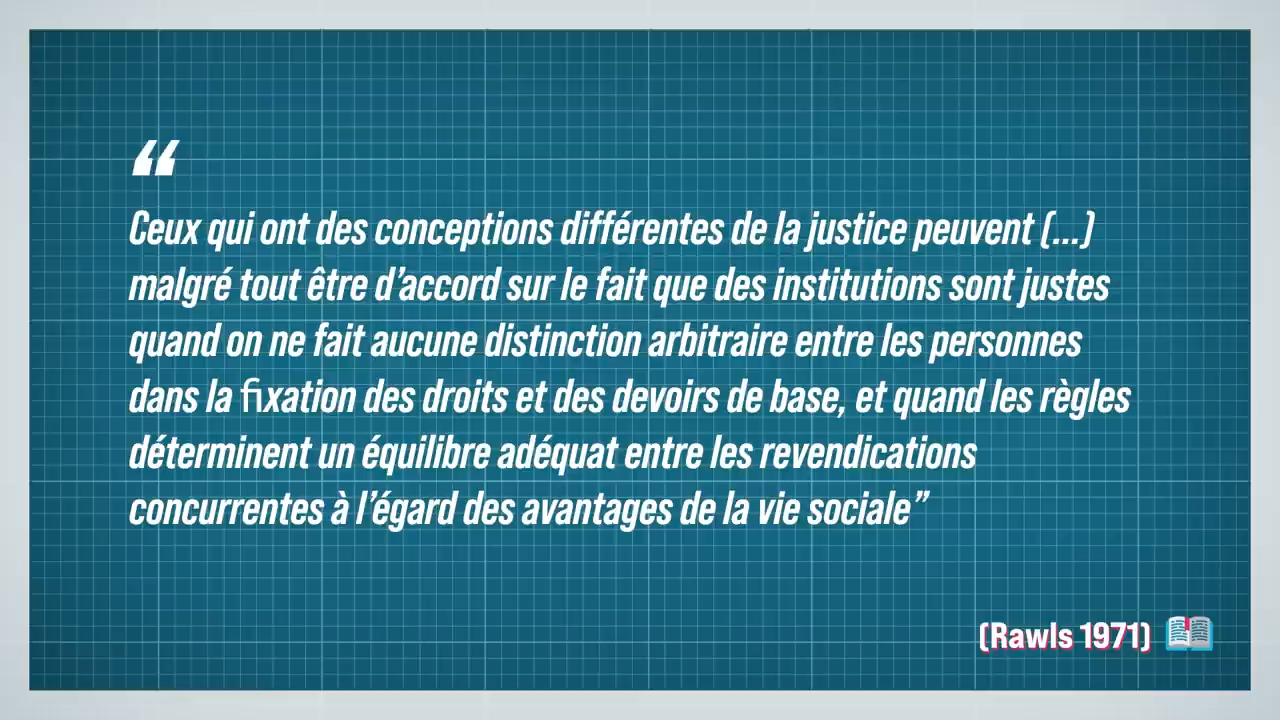 “
Ceux qui ont des conceptions différentes de la justice peuvent (...)
malgré tout être d’accord sur le fait que des institutions sont justes
quand on ne fait aucune distinction arbitraire entre les personnes
dans la fixation des droits et des devoirs de base, et quand les règles
déterminent un équilibre adéquat entre les revendications
concurrentes à l’égard des avantages de la vie sociale”
(Rawls 1971)